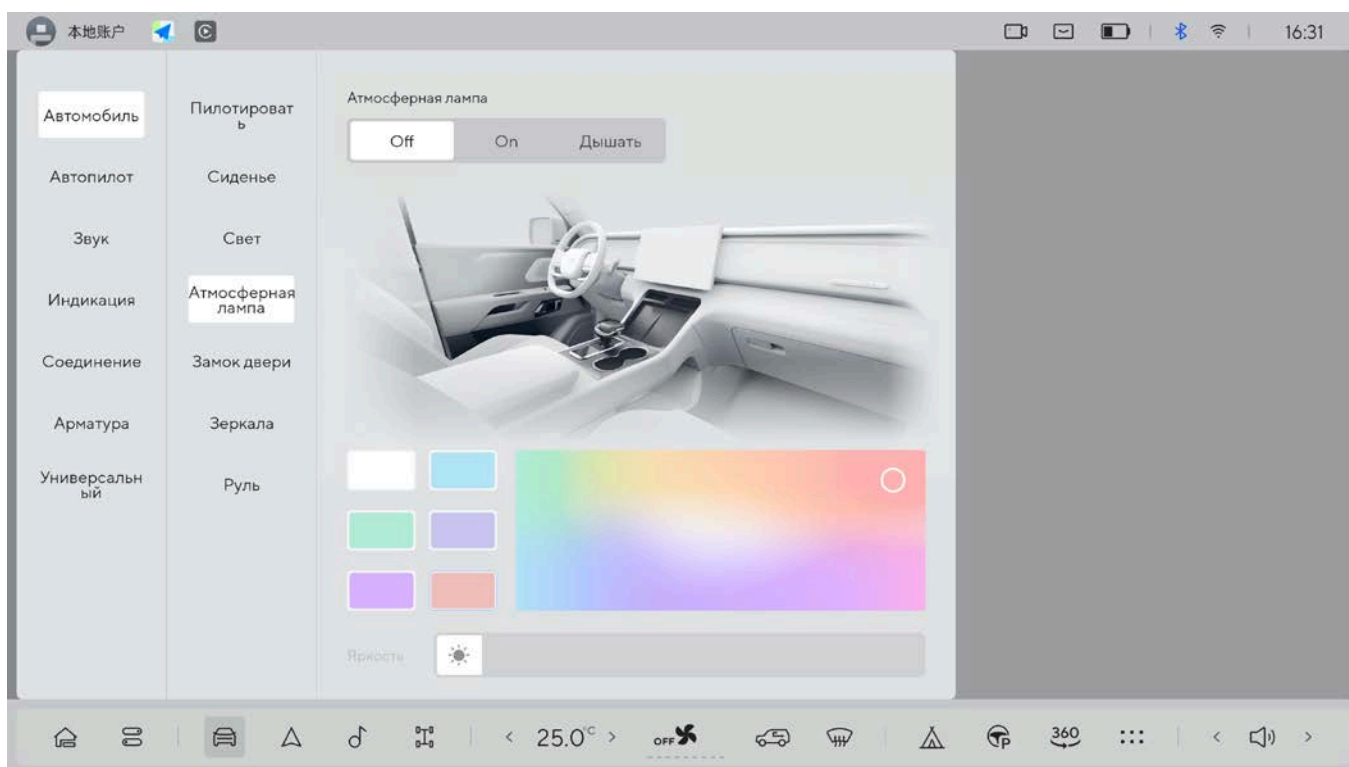 本地账户
16:31
Автомобиль
Автопилот
Звук
Индикация
Соединение
Арматура
Универсальн
ый
Пилотироват
ь
Сиденье
Свет
Атмосферная
лампа
Замок двери
Зеркала
Руль
Атмосферная лампа
Off On Дышать
Яркость
25.0°C
OFF
P
360